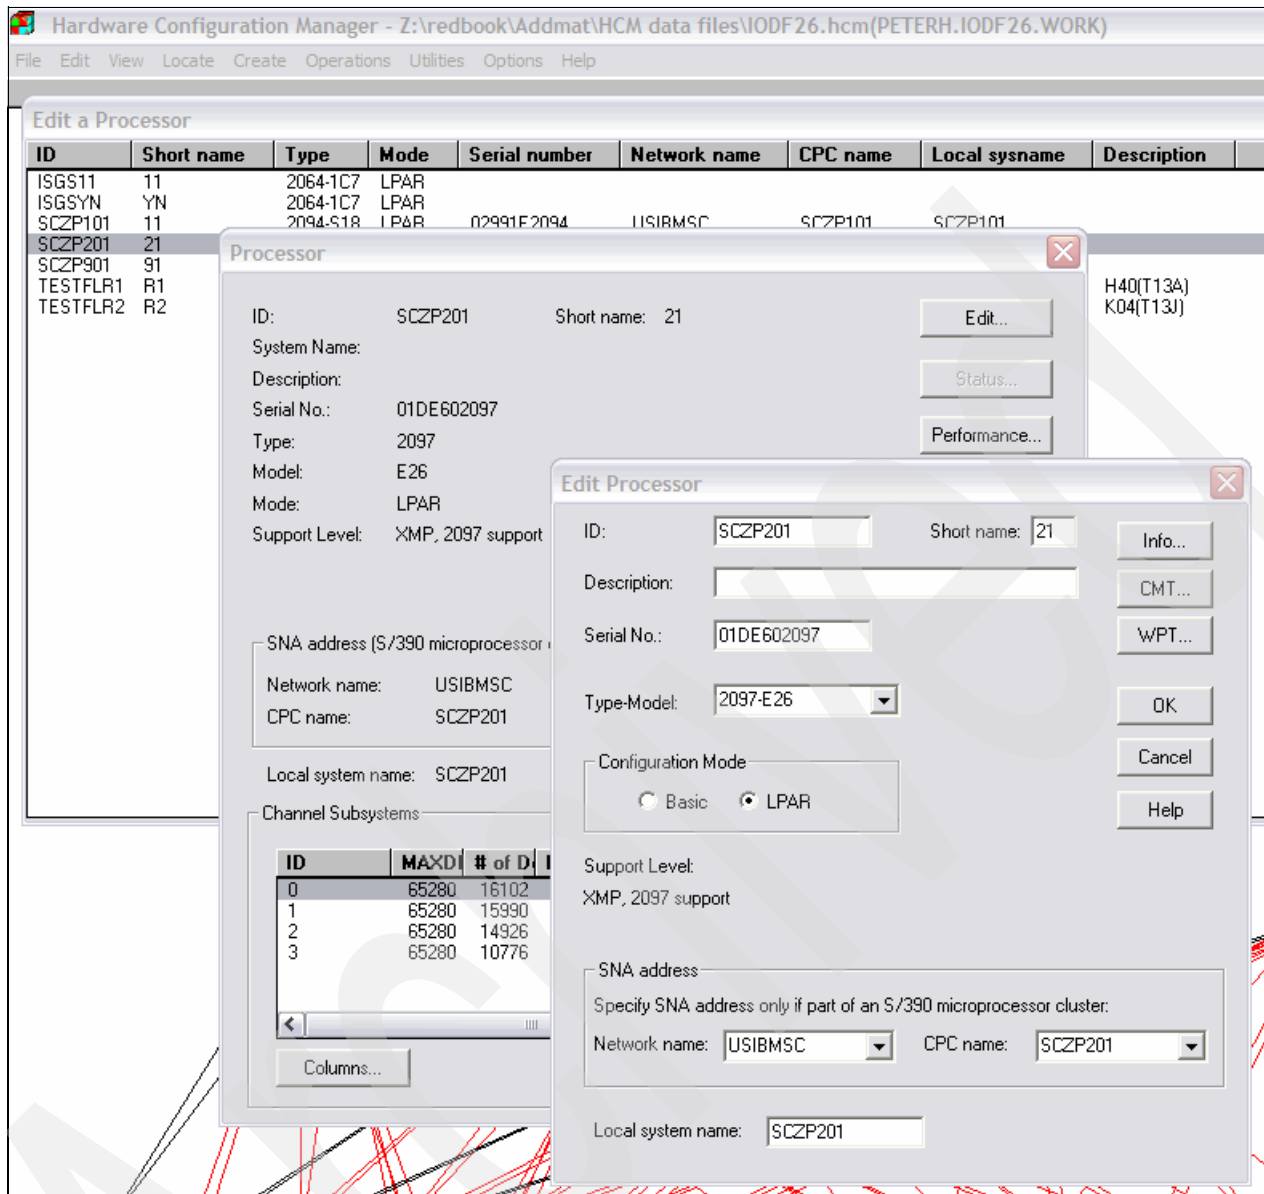 Hardware Configuration Manager - Z:\redbook\Addmat\HCM data files\IODF26.hcm(PETERH.IODF26.WORK)
File Edit View Locate Create Operations Utilities Options Help
Edit a Processor
ID Short name Type Mode Serial number Network name CPC name Local sysname Description
ISGS11 11 2064-1C7 LPAR
ISGSYN YN 2064-1C7 LPAR
SCZP101 11 2094-S18 LPAR 02991E2094 USIBMSC SCZP101 SCZP101
SCZP201 21
SCZP901 91
TESTFLR1 R1 H40(T13A)
TESTFLR2 R2 K04(T13J)
Processor
ID: SCZP201 Short name: 21 Edit...
System Name:
Description: Status...
Serial No.: 01DE602097
Type: 2097 Performance...
Model: E26
Mode: LPAR
Support Level: XMP, 2097 support
SNA address (S/390 microprocessor
Network name: USIBMSC
CPC name: SCZP201
Local system name: SCZP201
Channel Subsystems
ID MAXD # of D
0 65280 16102
1 65280 15990
2 65280 14926
3 65280 10776
Columns...
Edit Processor
ID: SCZP201 Short name: 21 Info...
Description: CMT...
Serial No.: 01DE602097 WPT...
Type-Model: 2097-E26 OK
Configuration Mode Cancel
Basic LPAR Help
Support Level:
XMP, 2097 support
SNA address
Specify SNA address only if part of an S/390 microprocessor cluster:
Network name: USIBMSC CPC name: SCZP201
Local system name: SCZP201